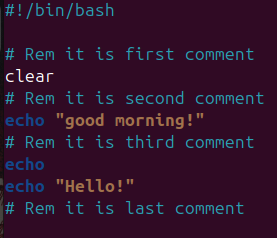 #!/bin/bash

# Rem it is first comment
clear
# Rem it is second comment
echo "good morning!"
# Rem it is third comment
echo
echo "Hello!"
# Rem it is last comment